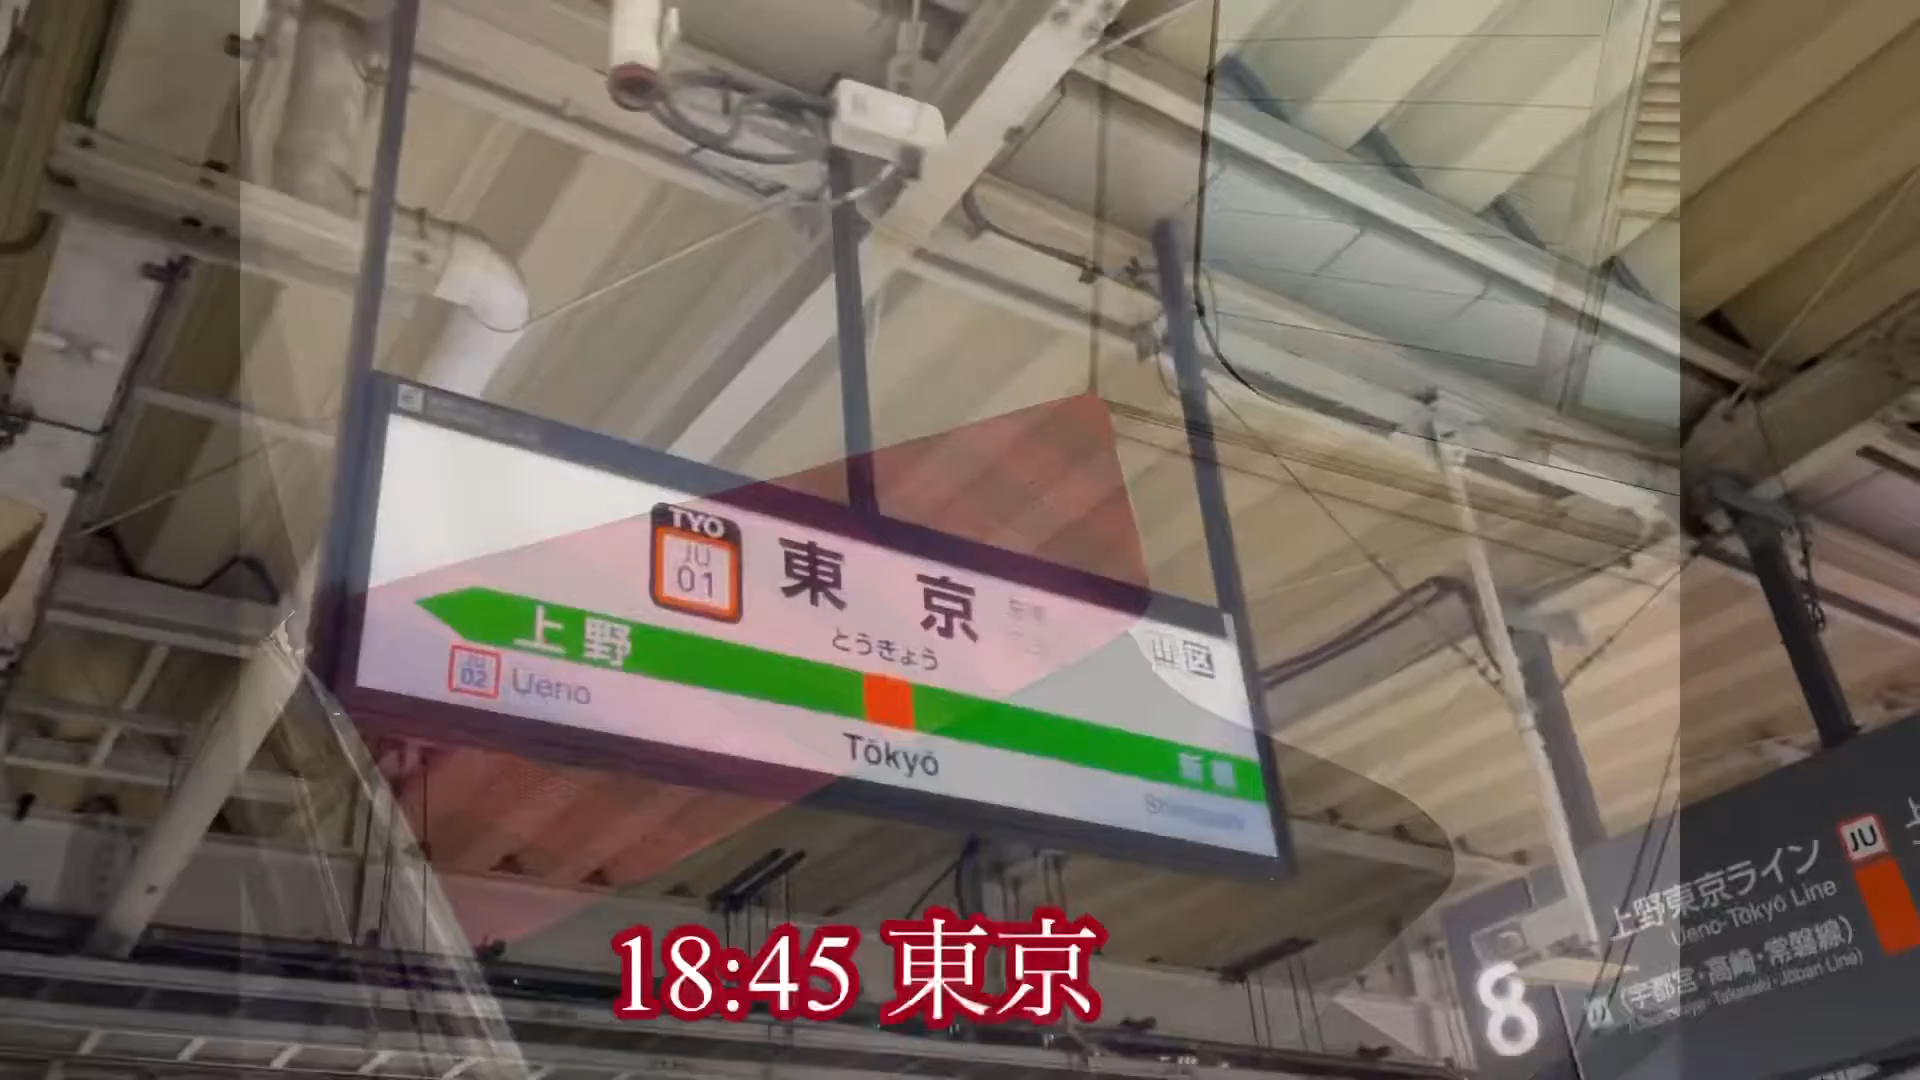 TYO
JU
01
東京
とうきょう
山区
上野
JU
02
Ueno
Tōkyō
新橋
JU
上野東京ライン
Ueno-Tōkyō Line
(宇都宮・高崎・常磐線)
8
18:45 東京